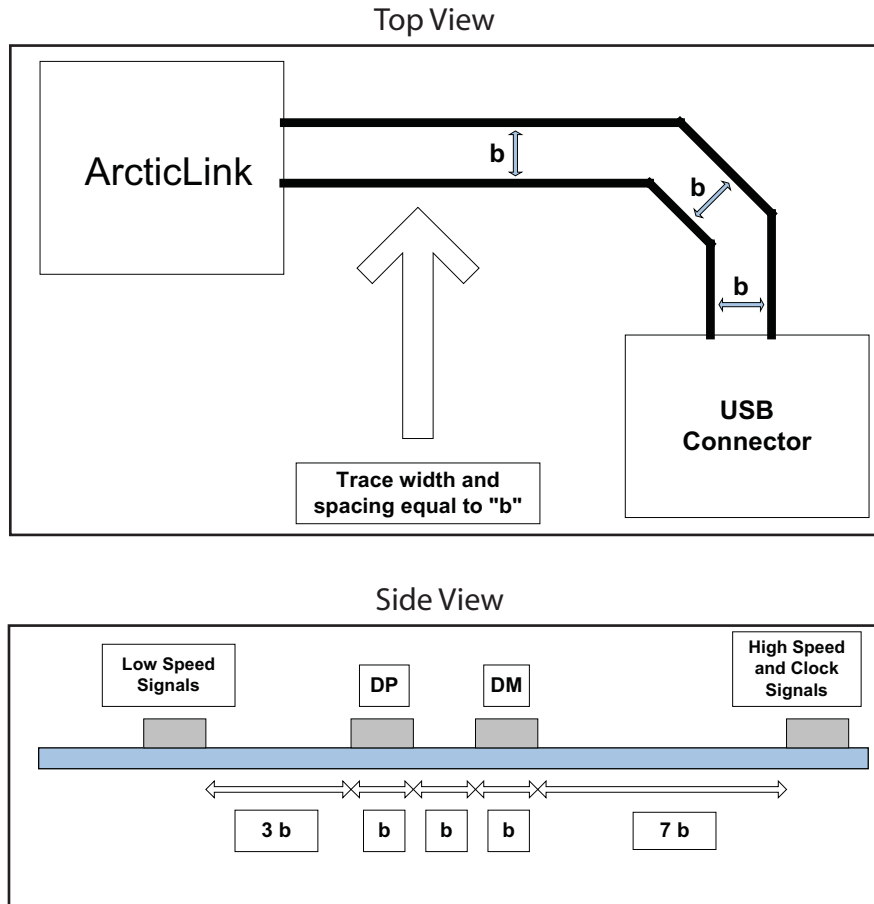 Top View
ArcticLink
b
b
b
USB
Connector
Trace width and
spacing equal to "b"
Side View
Low Speed
Signals
DP
DM
High Speed
and Clock
Signals
3 b
b
b
b
7 b